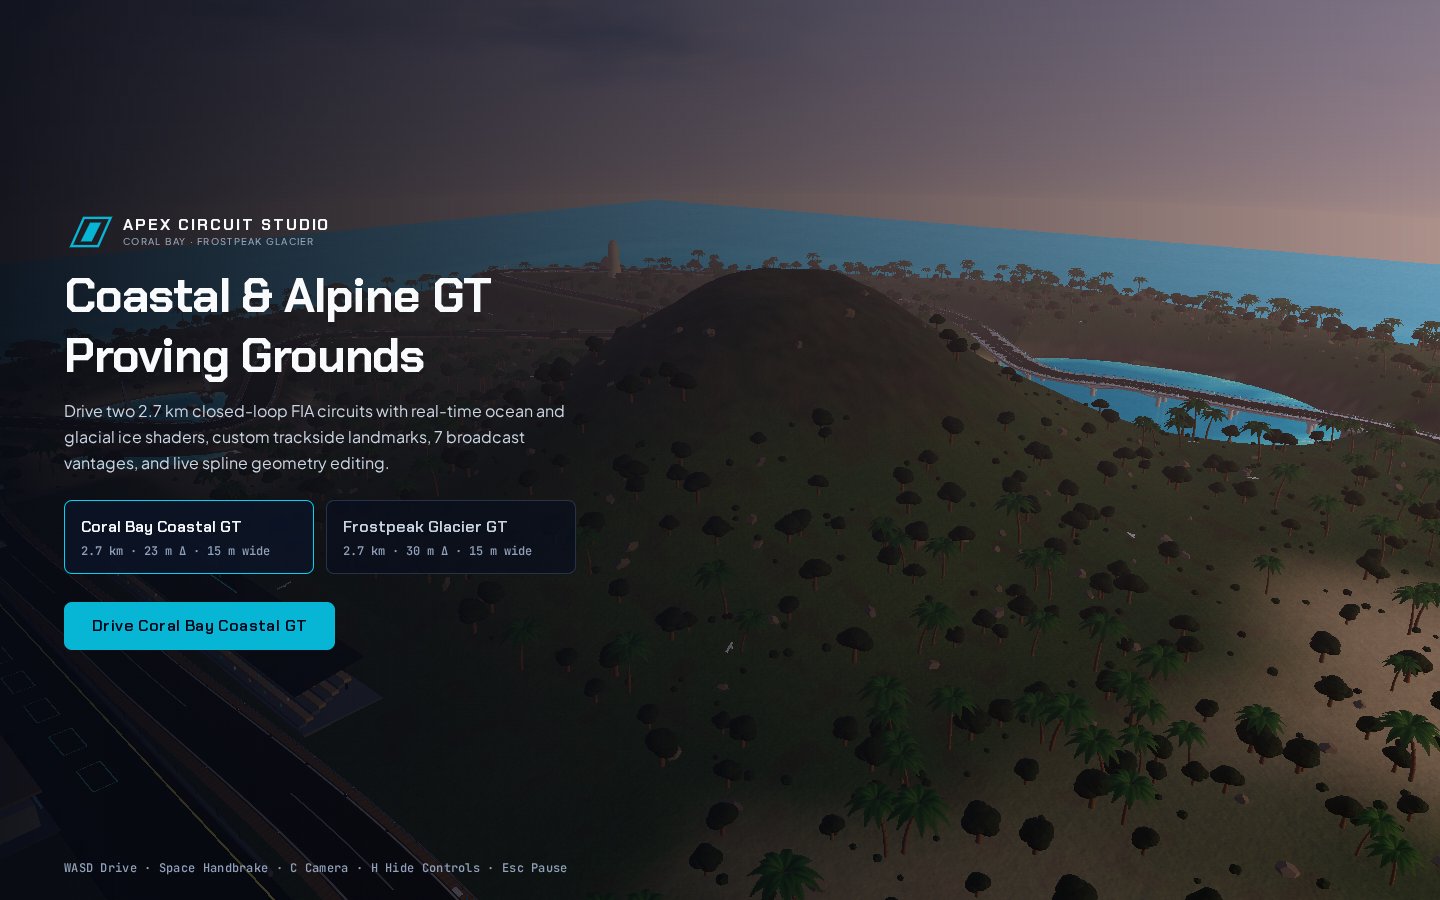 APEX CIRCUIT STUDIO
CORAL BAY · FROSTPEAK GLACIER
Coastal & Alpine GT
Proving Grounds
Drive two 2.7 km closed-loop FIA circuits with real-time ocean and
glacial ice shaders, custom trackside landmarks, 7 broadcast
vantages, and live spline geometry editing.
Coral Bay Coastal GT
2.7 km · 23 m Δ · 15 m wide
Frostpeak Glacier GT
2.7 km · 30 m Δ · 15 m wide
Drive Coral Bay Coastal GT
WASD Drive · Space Handbrake · C Camera · H Hide Controls · Esc Pause